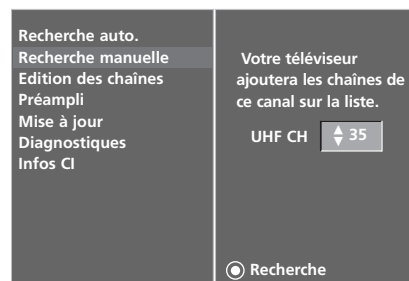 Recherche auto.
Recherche manuelle
Edition des chaînes
Préampli
Mise à jour
Diagnostiques
Infos CI
Votre téléviseur
ajoutera les chaînes de
ce canal sur la liste.
UHF CH 35
Recherche